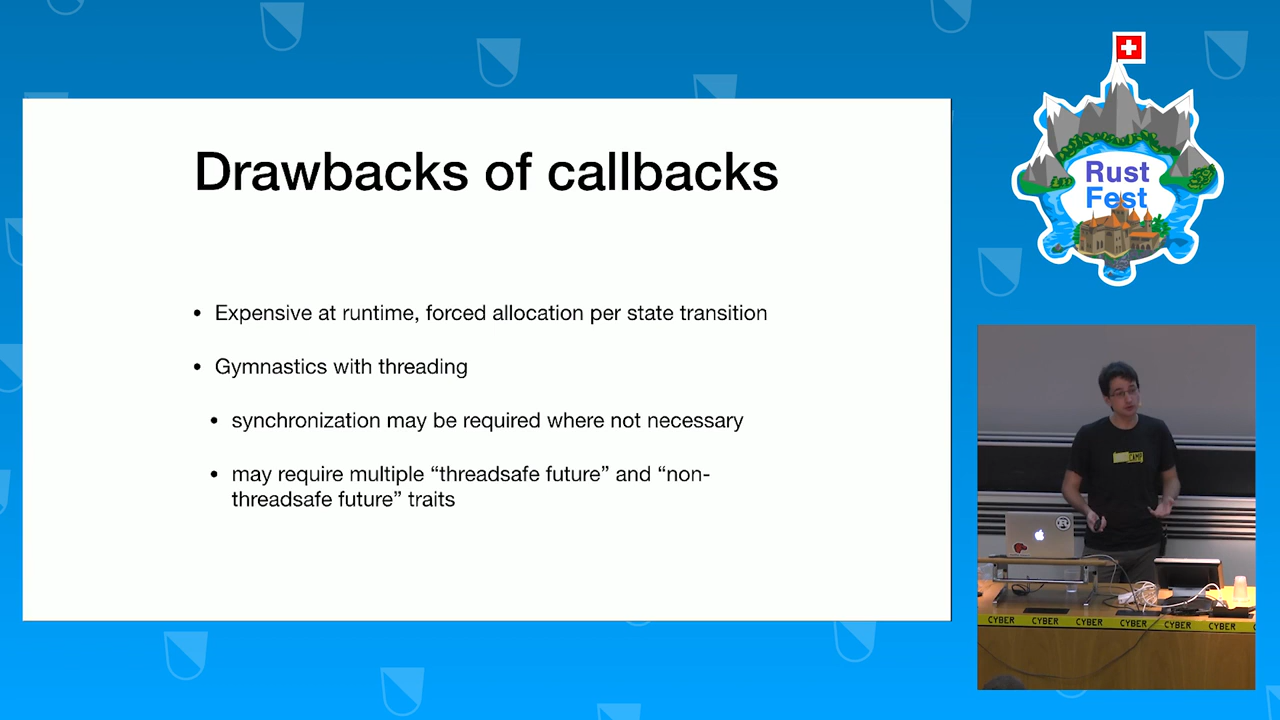 Drawbacks of callbacks
• Expensive at runtime, forced allocation per state transition
• Gymnastics with threading
• synchronization may be required where not necessary
• may require multiple “threadsafe future” and “non-
threadsafe future” traits
Rust
Fest
CAMP
R
CYBER CYBER CYBER CYBER CYBER CYBER